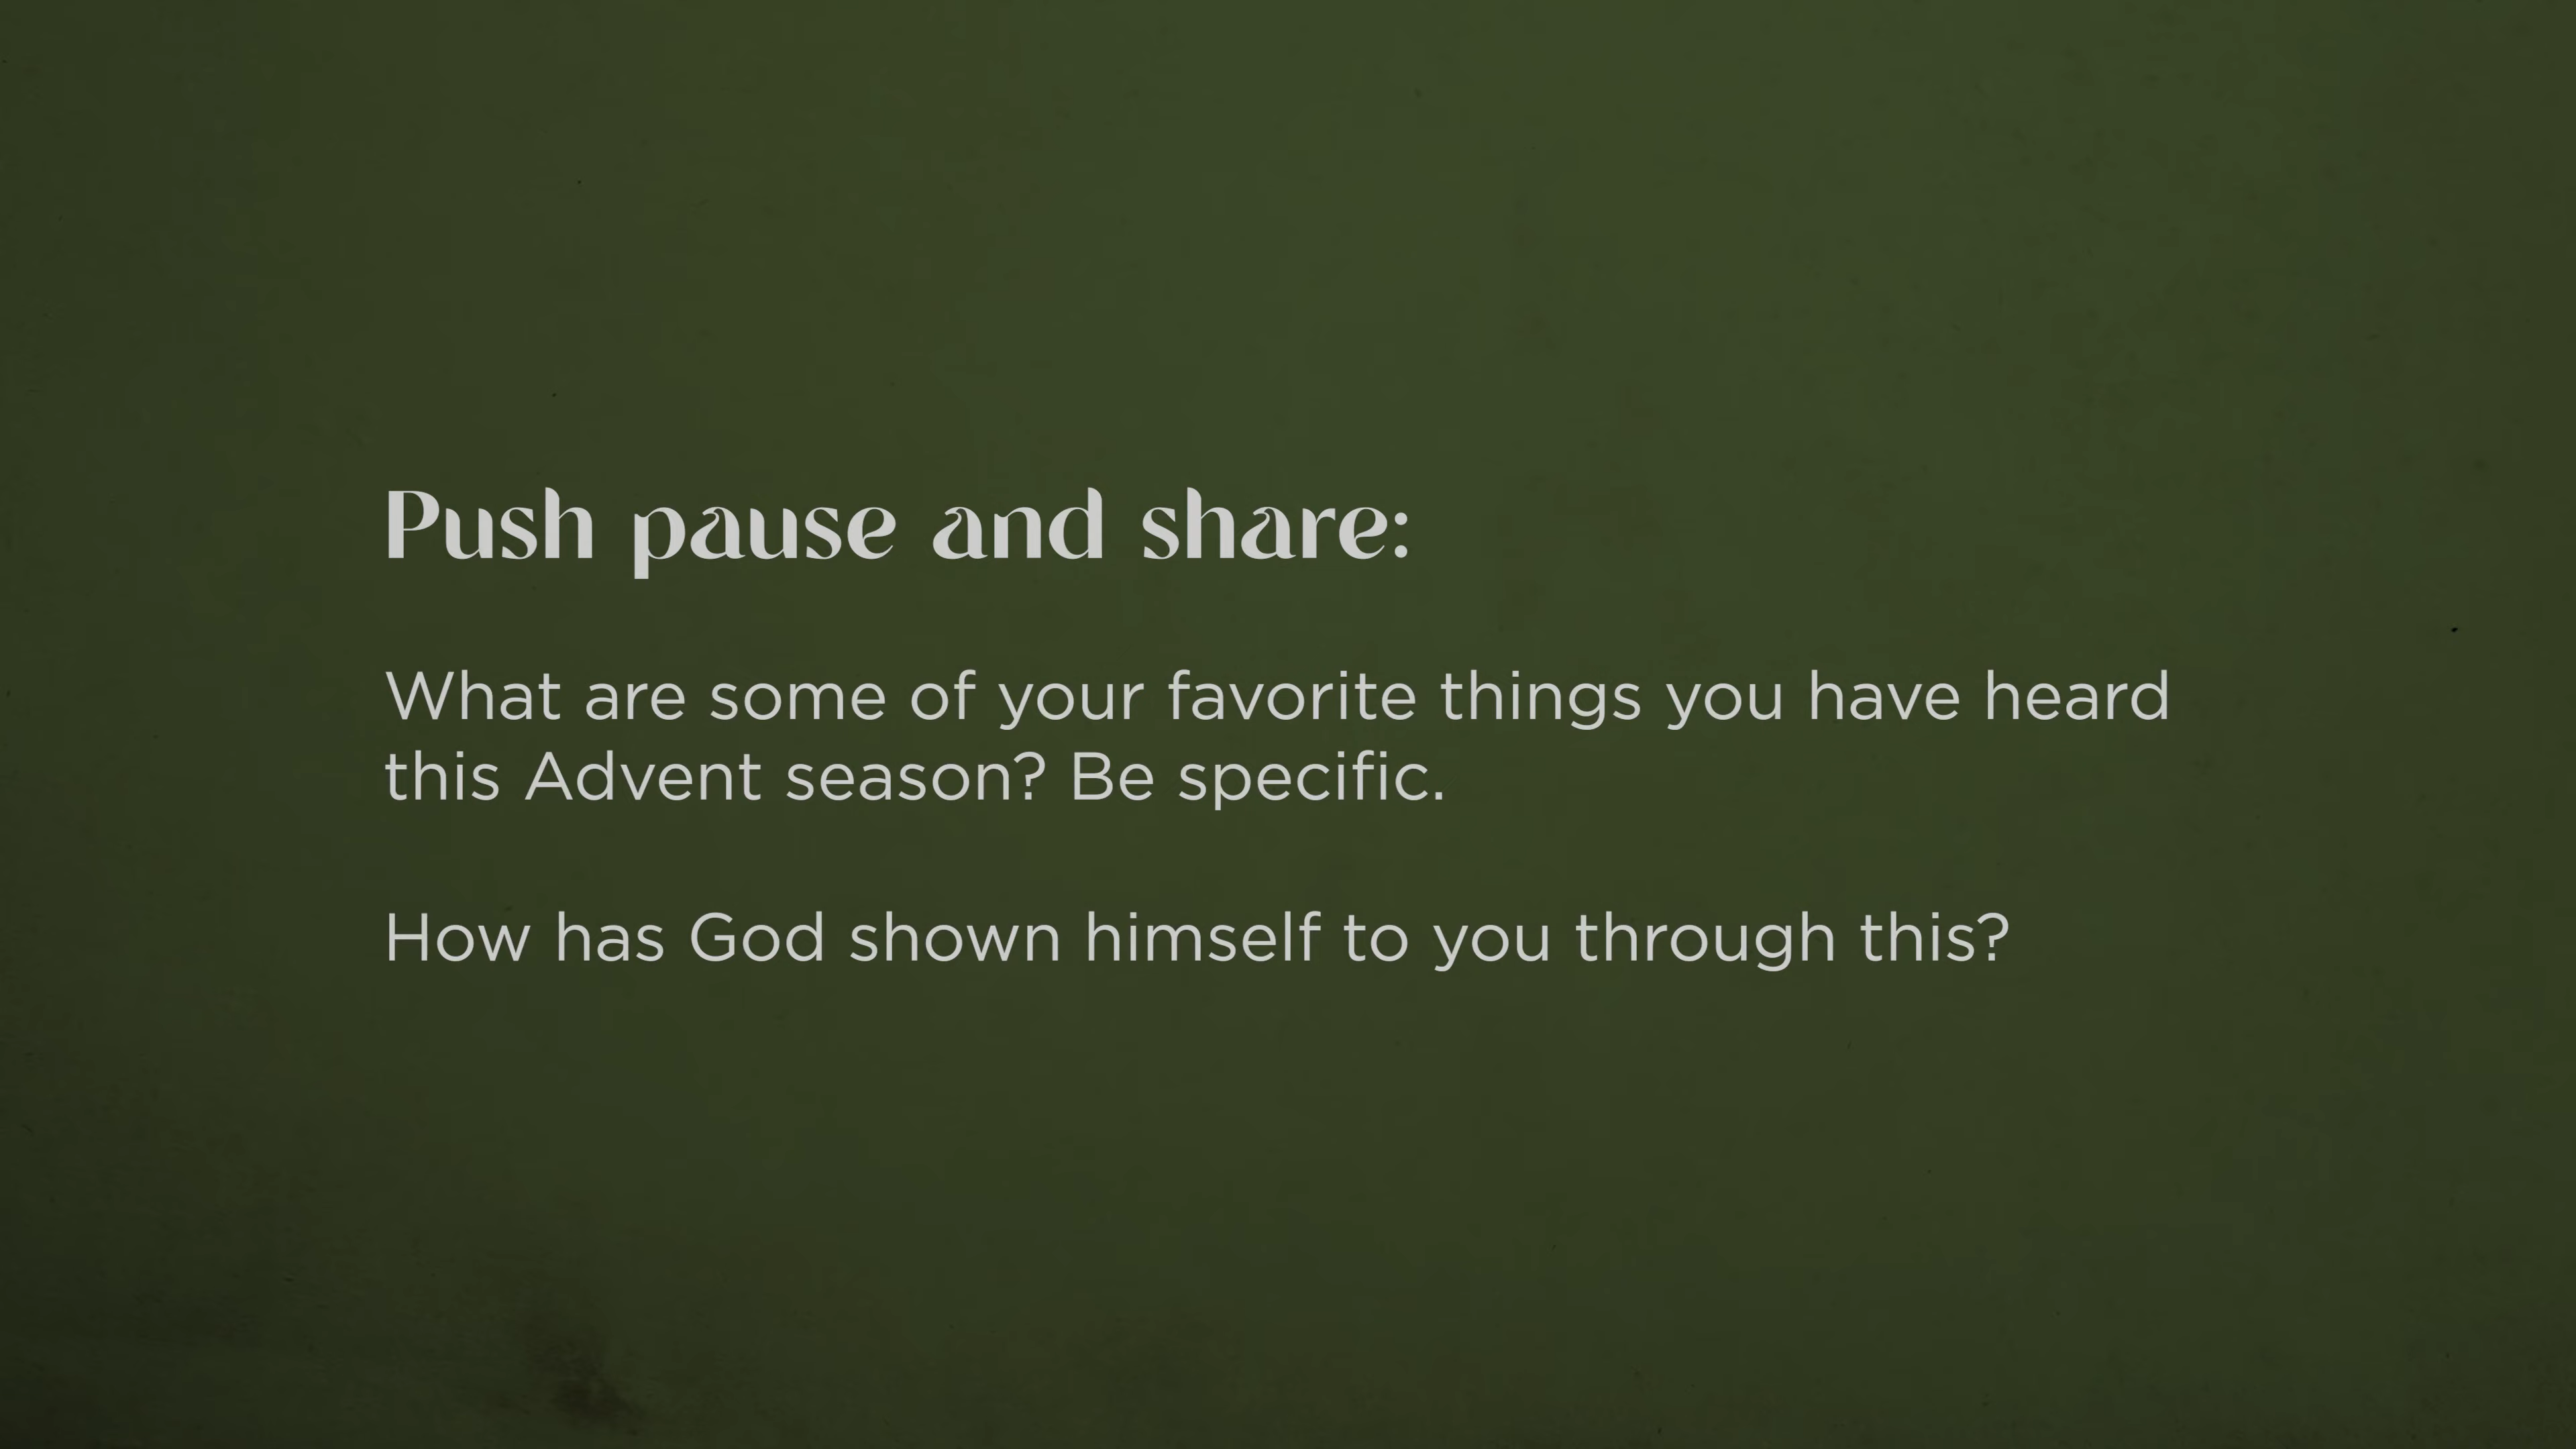 Push pause and share:
What are some of your favorite things you have heard
this Advent season? Be specific.
How has God shown himself to you through this?